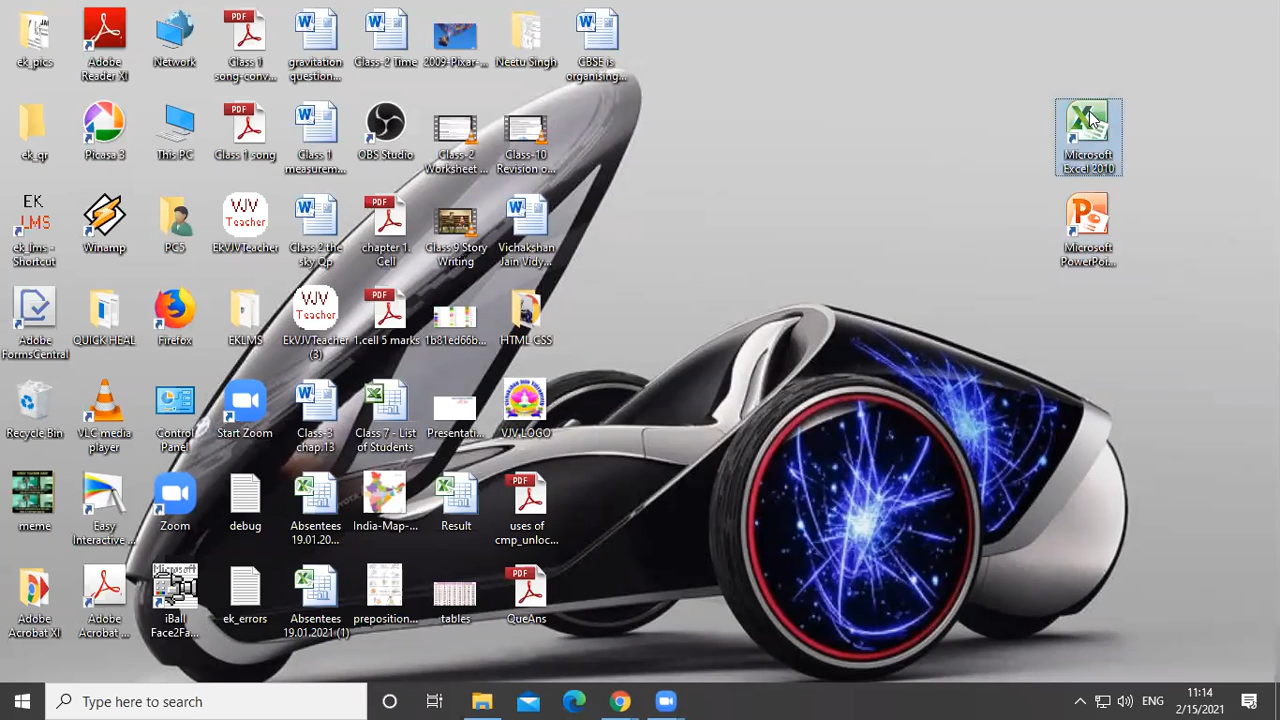 ek_pics
Adobe
Reader XI
Network
PDF
Class 1
song-conv...
gravitation
question...
Class-2 Time
2009-Pixar-...
Neetu Singh
CBSE is
organising...
ek_qr
Picasa 3
This PC
PDF
Class 1 song
Class 1
measurem...
OBS Studio
Class-2
Worksheet ...
Class-10
Revision o...
Microsoft
Excel 2010
EK
LMS
ek_lms -
Shortcut
Winamp
PC5
VJV
Teacher
EkVJVTeacher
Class 2 the
sky Qp
PDF
chapter 1.
Cell
Class 9 Story
Writing
Vichakshan
Jain Vidy...
Microsoft
PowerPoi...
Adobe
FormsCentral
QUICK HEAL
Firefox
EKLMS
VJV
Teacher
EkVJVTeacher
(3)
PDF
1.cell 5 marks
1b81ed66b...
HTML CSS
Recycle Bin
VLC media
player
Control
Panel
Start Zoom
Class-3
chap.13
Class 7 - List
of Students
Presentati...
VJV LOGO
meme
Easy
Interactive ...
Zoom
debug
Absentees
19.01.20...
India-Map-...
Result
PDF
uses of
cmp_unloc...
Adobe
Acrobat XI
Adobe
Acrobat ...
Microsoft
iBall
Face2Fa...
ek_errors
Absentees
19.01.2021 (1)
preposition...
tables
PDF
QueAns
Type here to search
ENG
11:14
2/15/2021